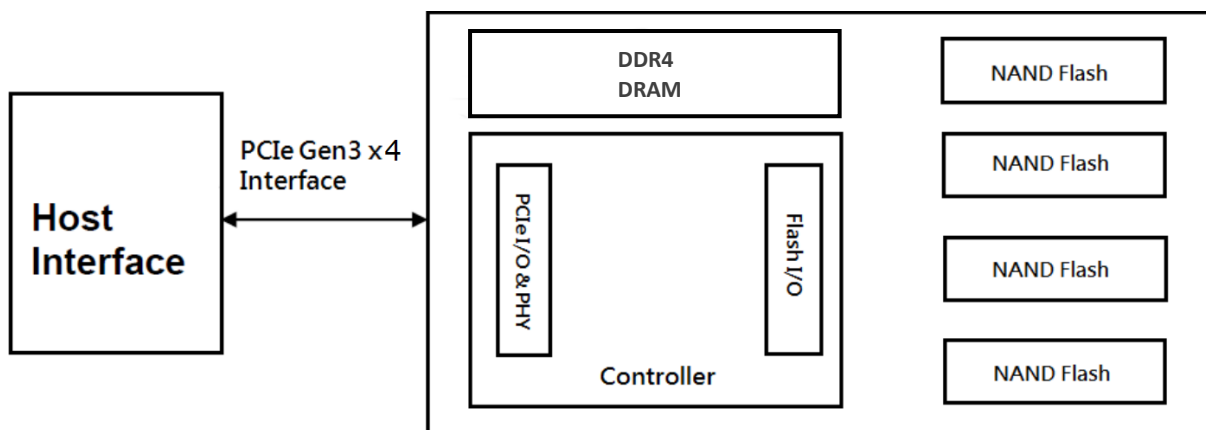 Host
Interface
PCIe Gen3 x4
Interface
DDR4
DRAM
PCIe I/O & PHY
Flash I/O
Controller
NAND Flash
NAND Flash
NAND Flash
NAND Flash